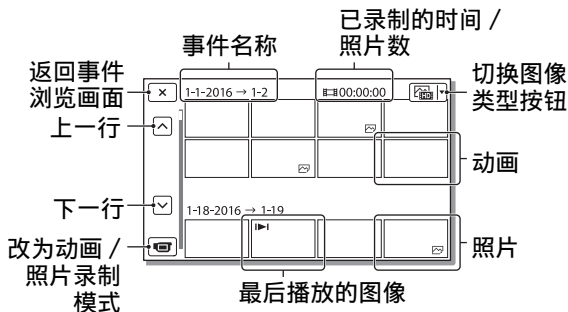 已录制的时间 /
照片数
事件名称
返回事件
浏览画面
切换图像
类型按钮
1-1-2016 → 1-2
00:00:00
HD
上一行
动画
下一行
1-18-2016 → 1-19
改为动画 /
照片录制
模式
照片
最后播放的图像